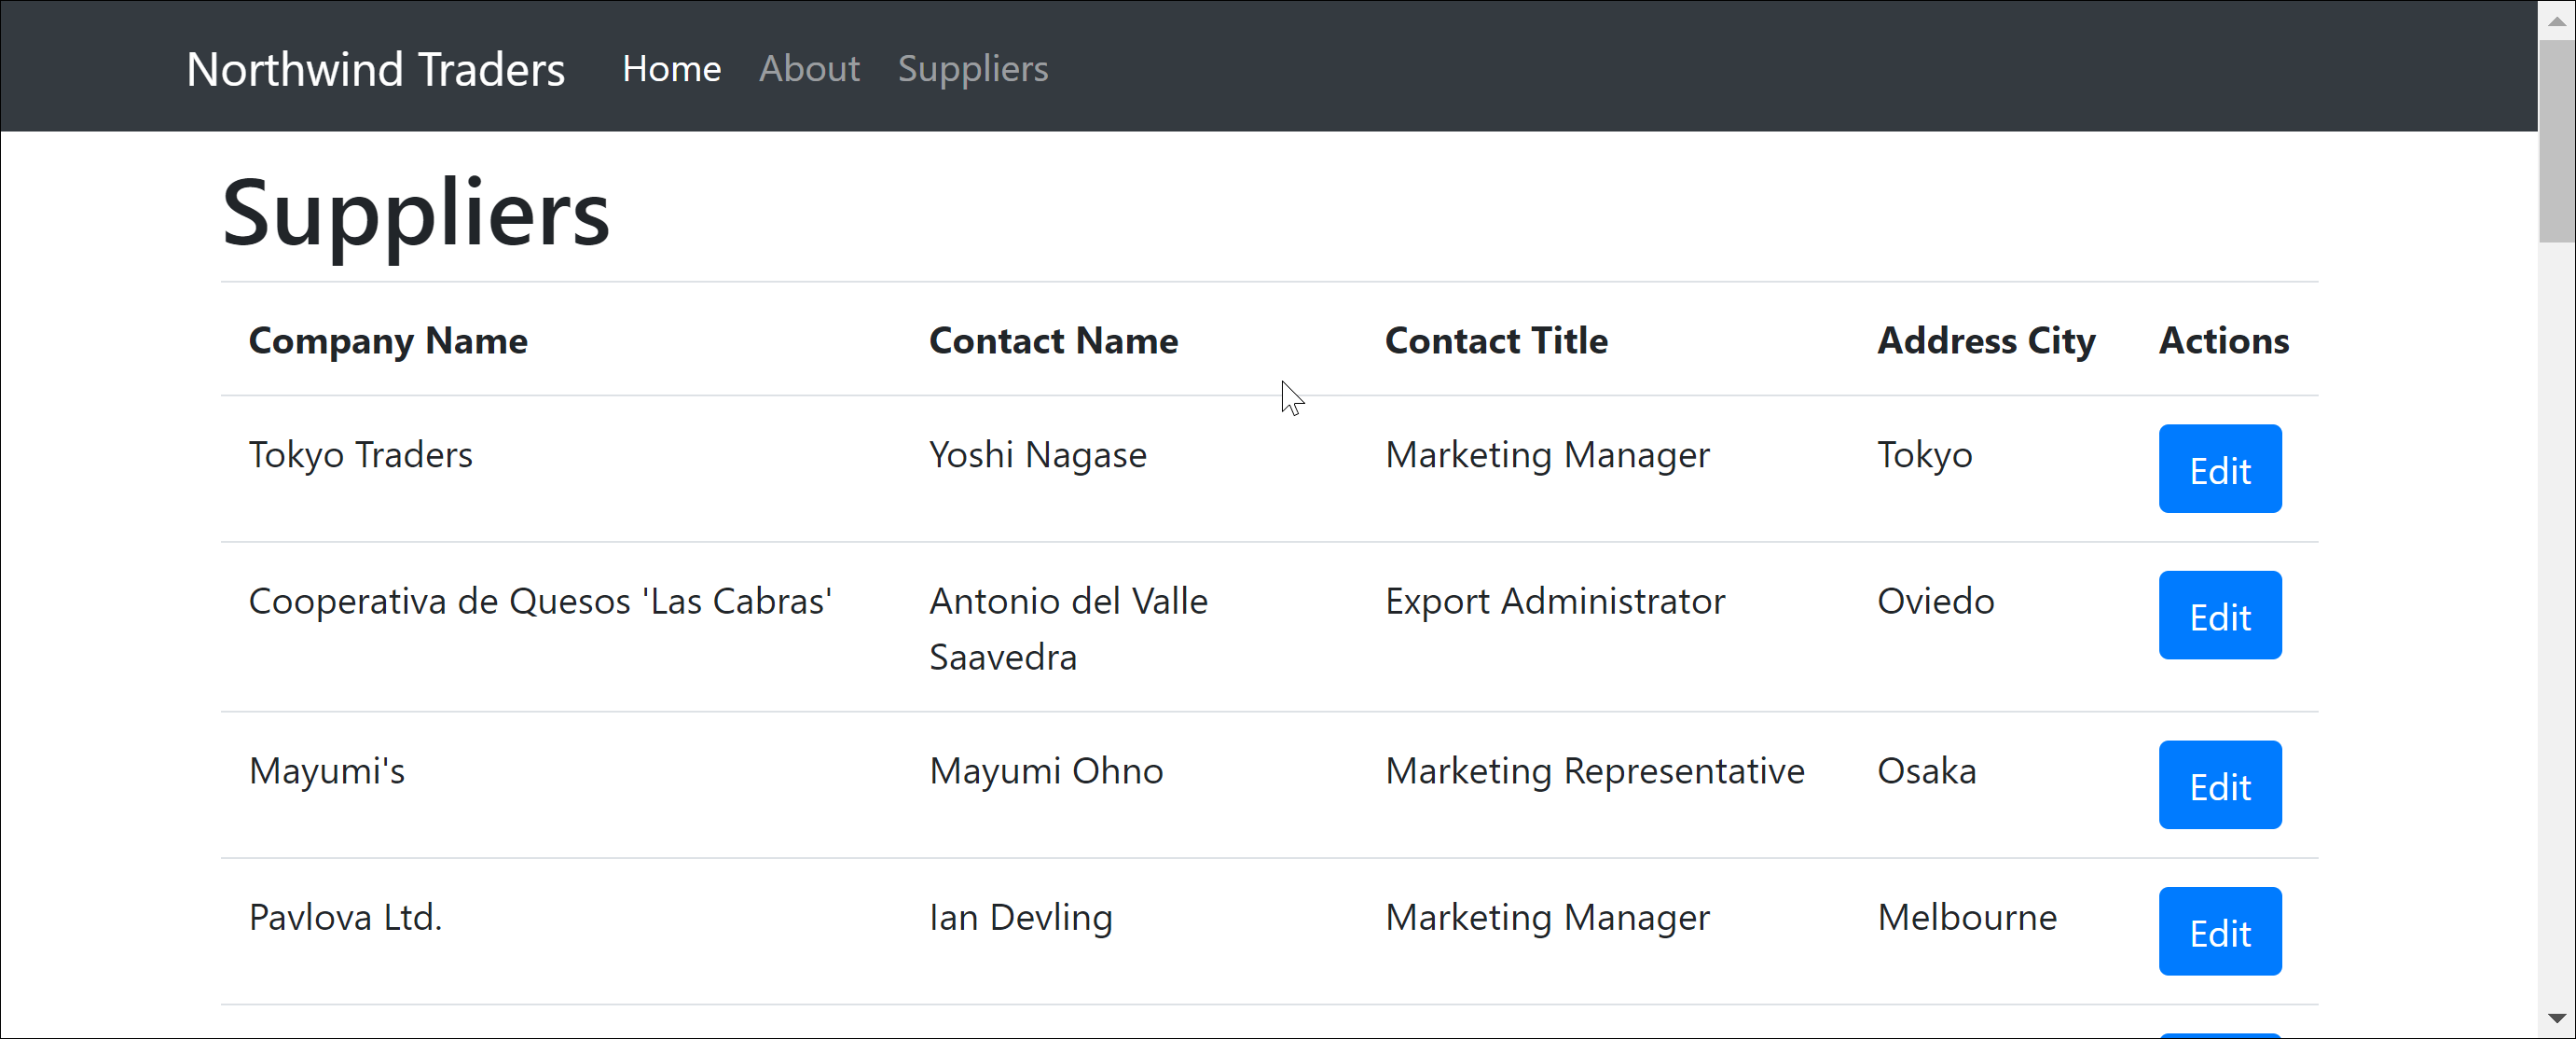 Northwind Traders Home About Suppliers
Suppliers
Company Name Contact Name Contact Title Address City Actions
Tokyo Traders Yoshi Nagase Marketing Manager Tokyo Edit
Cooperativa de Quesos 'Las Cabras' Antonio del Valle Export Administrator Oviedo Edit
Saavedra
Mayumi's Mayumi Ohno Marketing Representative Osaka Edit
Pavlova Ltd. Ian Devling Marketing Manager Melbourne Edit